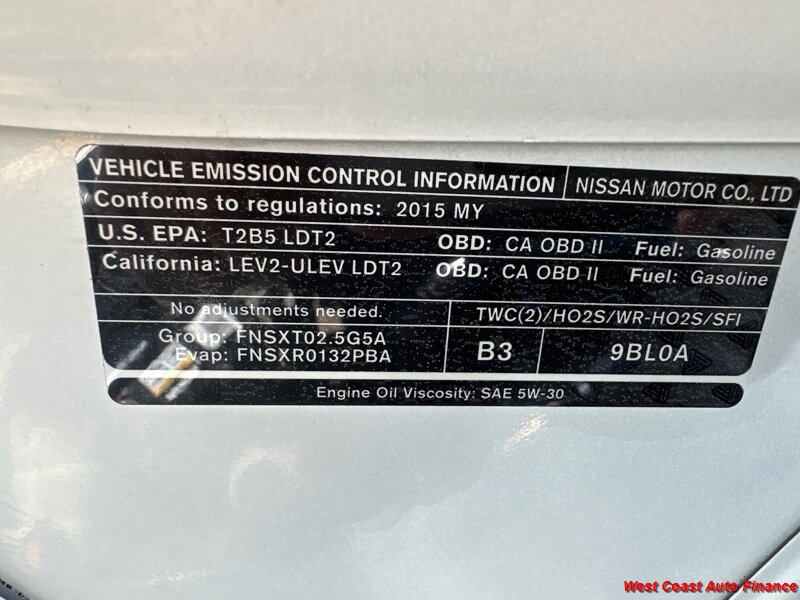 VEHICLE EMISSION CONTROL INFORMATION | NISSAN MOTOR CO., LTD
Conforms to regulations: 2015 MY
U.S. EPA: T2B5 LDT2 OBD: CA OBD II Fuel: Gasoline
California: LEV2-ULEV LDT2 OBD: CA OBD II Fuel: Gasoline
No adjustments needed. TWC(2)/HO2S/WR-HO2S/SFI
Group: FNSXT02.5G5A
Evap: FNSXR0132PBA
B3 9BL0A
Engine Oil Viscosity: SAE 5W-30
West Coast Auto Finance